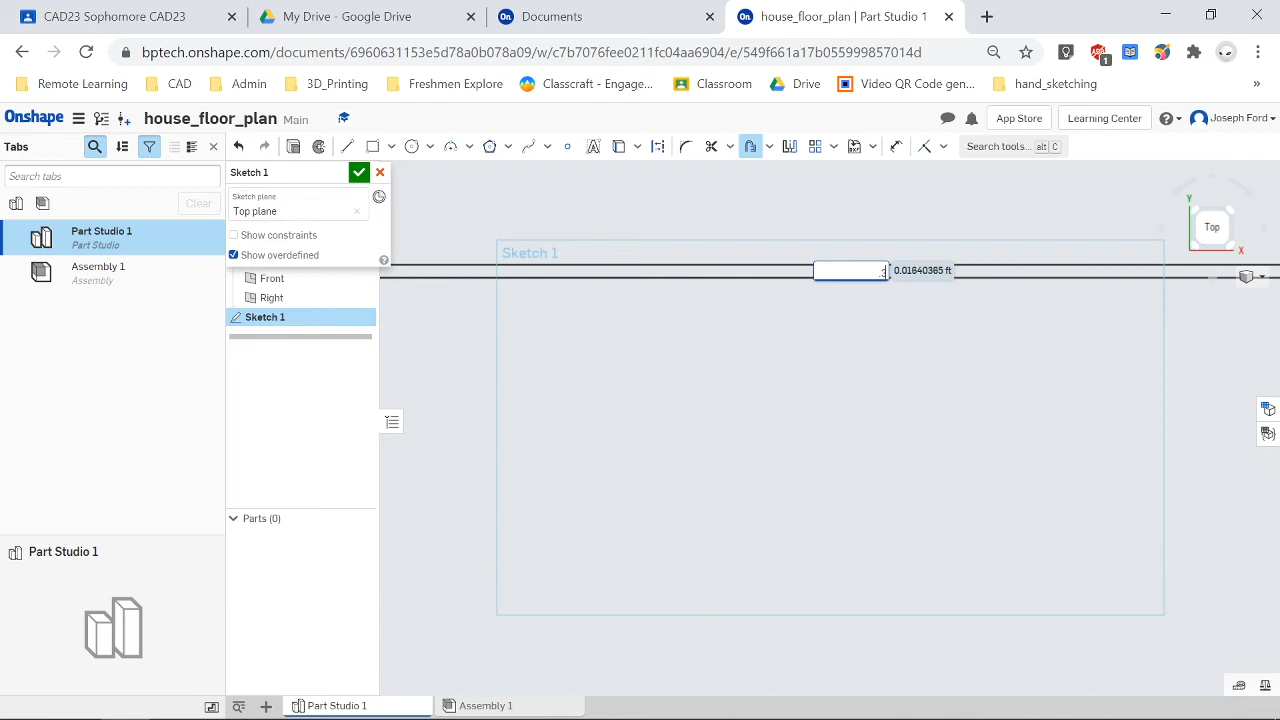 CAD23 Sophomore CAD23
My Drive - Google Drive
Documents
house_floor_plan | Part Studio 1
bptech.onshape.com/documents/6960631153e5d78a0b078a09/w/c7b7076fee0211fc04aa6904/e/549f661a17b055999857014d
1
Remote Learning
CAD
Admin
3D_Printing
Freshmen Explore
Classcraft - Engage...
Classroom
Drive
Video QR Code gen...
hand_sketching
»
Onshape
house_floor_plan Main
App Store
Learning Center
Joseph Ford
Tabs
Search tools... alt C
Search tabs
Clear
Part Studio 1
Part Studio
Assembly 1
Sketch 1
Sketch plane
Top plane
Show constraints
Show overdefined
Front
Right
Sketch 1
Parts (0)
Sketch 1
0.01640365 ft
Y
Top
X
Part Studio 1
Part Studio 1
Assembly 1